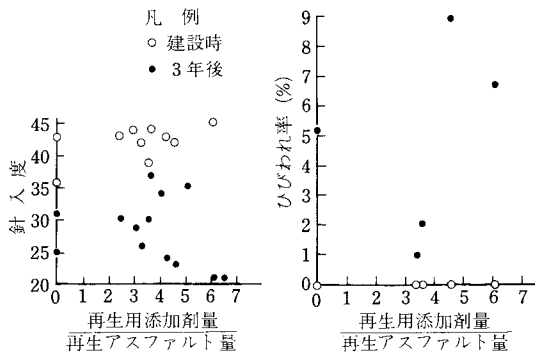 凡例
○ 建設時
● 3年後
針入度
45
40
35
30
25
20
0 1 2 3 4 5 6 7
再生用添加剤量
再生アスファルト量
ひびわれ率 (%)
9
8
7
6
5
4
3
2
1
0
0 1 2 3 4 5 6 7
再生用添加剤量
再生アスファルト量